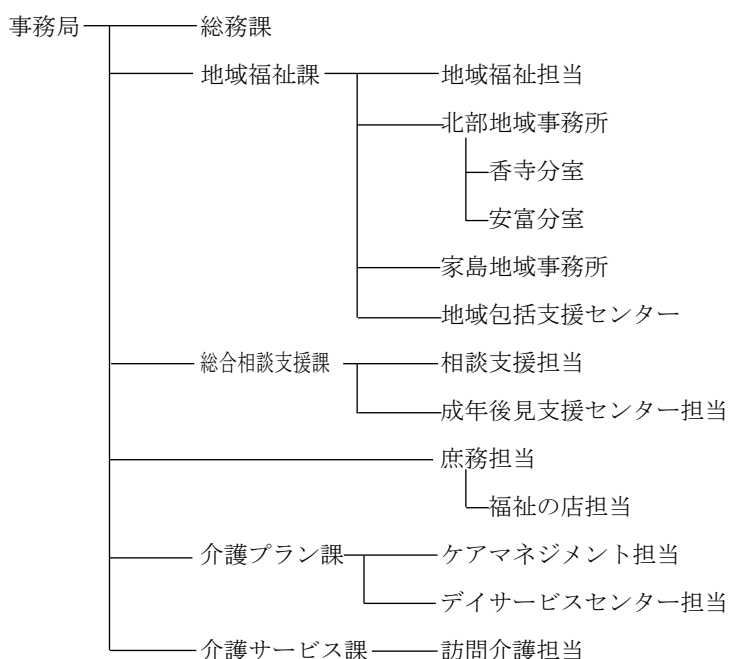 事務局 総務課
地域福祉課 地域福祉担当
北部地域事務所
香寺分室
安富分室
家島地域事務所
地域包括支援センター
総合相談支援課 相談支援担当
成年後見支援センター担当
庶務担当
福祉の店担当
介護プラン課 ケアマネジメント担当
デイサービスセンター担当
介護サービス課 訪問介護担当